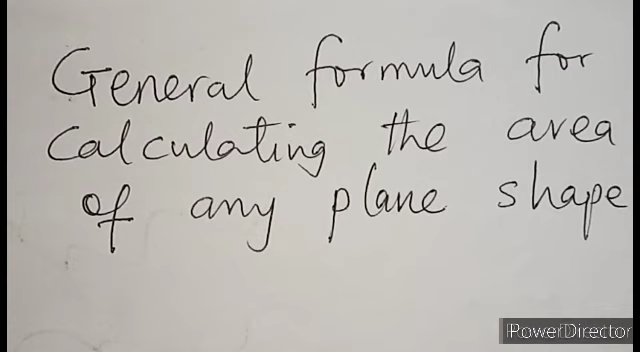 General formula for
Calculating the area
of any plane shape
PowerDirector